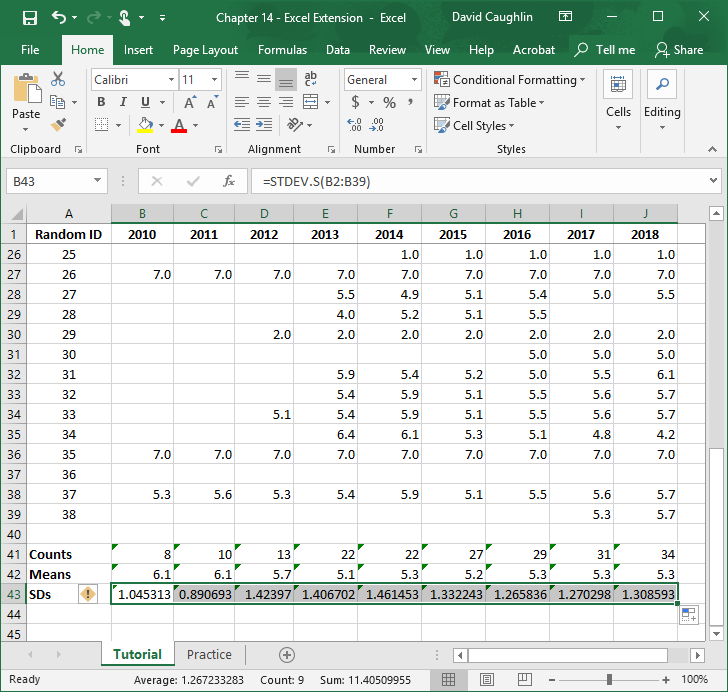 Chapter 14 - Excel Extension - Excel David Caughlin
File Home Insert Page Layout Formulas Data Review View Help Acrobat Tell me Share
Paste
Clipboard
Calibri 11
B I U A A
A
Font
ab
c
Alignment
General
$ % ,
←.0 .00 .00 →.0
Number
Conditional Formatting
Format as Table
Cell Styles
Styles
Cells
Editing
B43 fx =STDEV.S(B2:B39)
A B C D E F G H I J
1 Random ID 2010 2011 2012 2013 2014 2015 2016 2017 2018
26 25 1.0 1.0 1.0 1.0 1.0
27 26 7.0 7.0 7.0 7.0 7.0 7.0 7.0 7.0 7.0
28 27 5.5 4.9 5.1 5.4 5.0 5.5
29 28 4.0 5.2 5.1 5.5
30 29 2.0 2.0 2.0 2.0 2.0 2.0 2.0
31 30 5.0 5.0 5.0
32 31 5.9 5.4 5.2 5.0 5.5 6.1
33 32 5.4 5.9 5.1 5.5 5.6 5.7
34 33 5.1 5.4 5.9 5.1 5.5 5.6 5.7
35 34 6.4 6.1 5.3 5.1 4.8 4.2
36 35 7.0 7.0 7.0 7.0 7.0 7.0 7.0 7.0 7.0
37 36
38 37 5.3 5.6 5.3 5.4 5.9 5.1 5.5 5.6 5.7
39 38 5.3 5.7
40
41 Counts 8 10 13 22 22 27 29 31 34
42 Means 6.1 6.1 5.7 5.1 5.3 5.2 5.3 5.3 5.3
43 SDs 1.045313 0.890693 1.42397 1.406702 1.461453 1.332243 1.265836 1.270298 1.308593
44
45
Tutorial Practice
Ready Average: 1.267233283 Count: 9 Sum: 11.40509955 100%